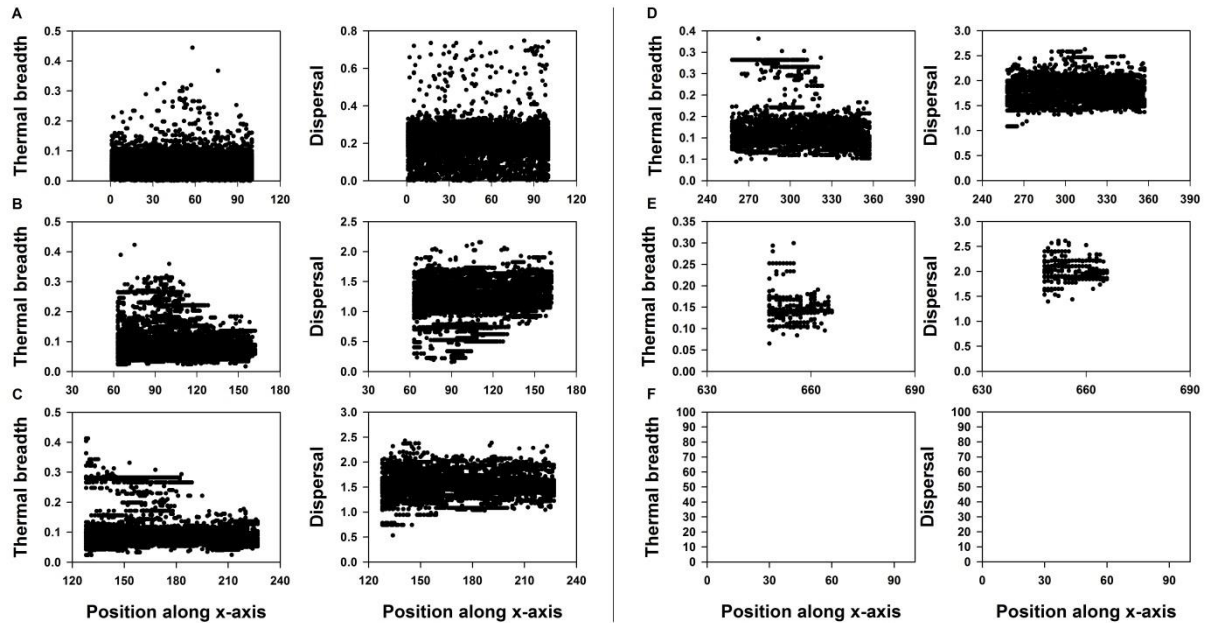 A
Thermal breadth
0.5
0.4
0.3
0.2
0.1
0.0
0 30 60 90 120
Dispersal
0.8
0.6
0.4
0.2
0.0
0 30 60 90 120
B
Thermal breadth
0.5
0.4
0.3
0.2
0.1
0.0
30 60 90 120 150 180
Dispersal
2.5
2.0
1.5
1.0
0.5
0.0
30 60 90 120 150 180
C
Thermal breadth
0.5
0.4
0.3
0.2
0.1
0.0
120 150 180 210 240
Position along x-axis
Dispersal
3.0
2.5
2.0
1.5
1.0
0.5
0.0
120 150 180 210 240
Position along x-axis
D
Thermal breadth
0.4
0.3
0.3
0.2
0.2
0.1
0.1
0.0
240 270 300 330 360 390
Dispersal
3.0
2.5
2.0
1.5
1.0
0.5
0.0
240 270 300 330 360 390
E
Thermal breadth
0.35
0.30
0.25
0.20
0.15
0.10
0.05
0.00
630 660 690
Dispersal
3.0
2.5
2.0
1.5
1.0
0.5
0.0
630 660 690
F
Thermal breadth
100
90
80
70
60
50
40
30
20
10
0
0 30 60 90
Position along x-axis
Dispersal
100
90
80
70
60
50
40
30
20
10
0
0 30 60 90
Position along x-axis